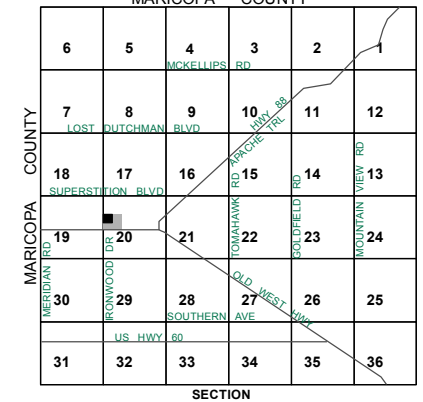 MARICOPA COUNTY
6 5 4 3 2 1
MCKELLIPS RD
7 8 9 10 11 12
HWY 88
LOST DUTCHMAN BLVD
APACHE TRL
18 17 16 15 14 13
SUPERSTITION BLVD
MARICOPA COUNTY
19 20 21 22 23 24
MERIDIAN RD
IRONWOOD DR
TOMAHAWK RD
GOLDFIELD RD
MOUNTAIN VIEW RD
OLD WEST HWY
30 29 28 27 26 25
SOUTHERN AVE
US HWY 60
31 32 33 34 35 36
SECTION